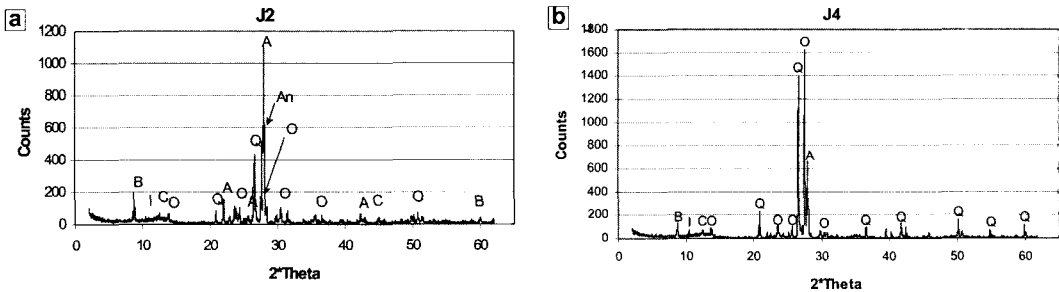 a
J2
1200
1000
800
600
400
200
0
Counts
A
An
O
Q
B I C O Q A O A O O A C O B
0 10 20 30 40 50 60
2*Theta
b
J4
1800
1600
1400
1200
1000
800
600
400
200
0
Counts
O
Q
A
Q
B I C O O O O Q Q Q Q Q
0 10 20 30 40 50 60
2*Theta